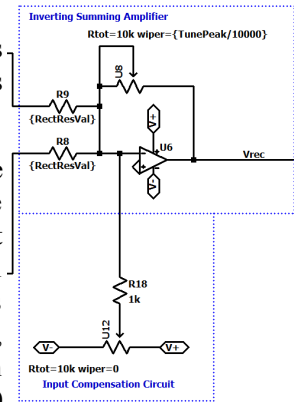 Inverting Summing Amplifier
Rtot=10k wiper={TunePeak/10000}
U8
R9
{RectResVal}
V+
R8
{RectResVal}
U6
Vrec
V-
R18
1k
U12
V-
V+
Rtot=10k wiper=0
Input Compensation Circuit